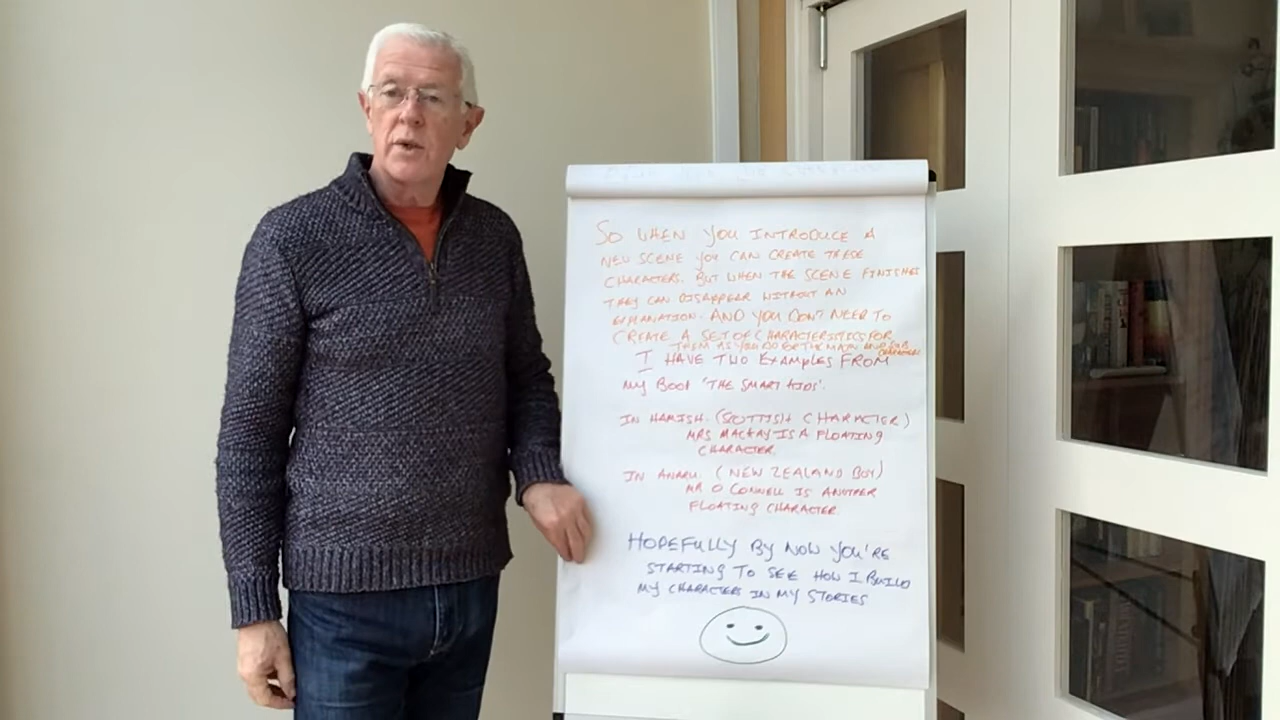 SO WHEN YOU INTRODUCE A
NEW SCENE YOU CAN CREATE THESE
CHARACTERS. BUT WHEN THE SCENE FINISHES
THEY CAN DISAPPEAR WITHOUT AN
EXPLANATION. AND YOU DON'T NEED TO
CREATE A SET OF CHARACTERISTICS FOR
THEM AS YOU DO FOR THE MAIN AND SUB
CHARACTERS
I HAVE TWO EXAMPLES FROM
MY BOOK 'THE SMART KIDS'.
IN HAMISH. (SCOTTISH CHARACTER)
MRS MACKAY IS A FLOATING
CHARACTER.
IN ANARU. (NEW ZEALAND BOY)
MR O CONNELL IS ANOTHER
FLOATING CHARACTER.
HOPEFULLY BY NOW YOU'RE
STARTING TO SEE HOW I BUILD
MY CHARACTERS IN MY STORIES